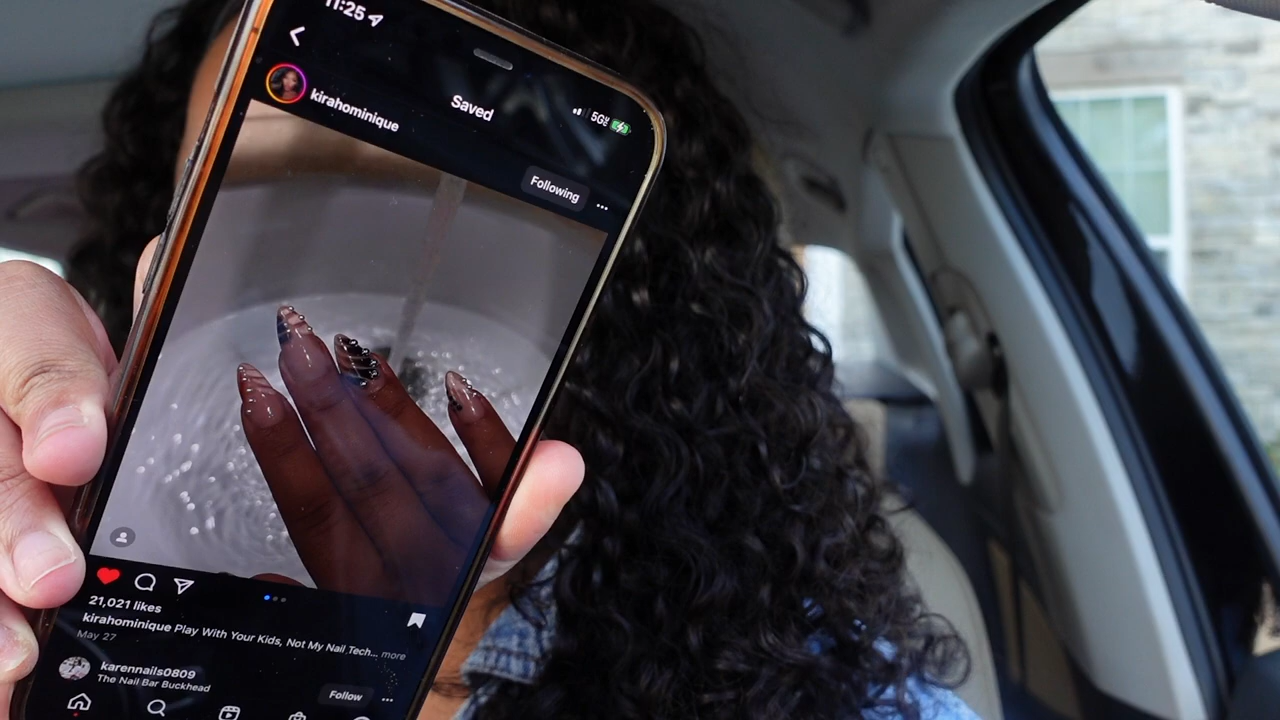 11:25
Saved
5G
kirahominique
Following
21,021 likes
kirahominique Play With Your Kids, Not My Nail Tech... more
May 27
karennails0809
The Nail Bar Buckhead
Follow